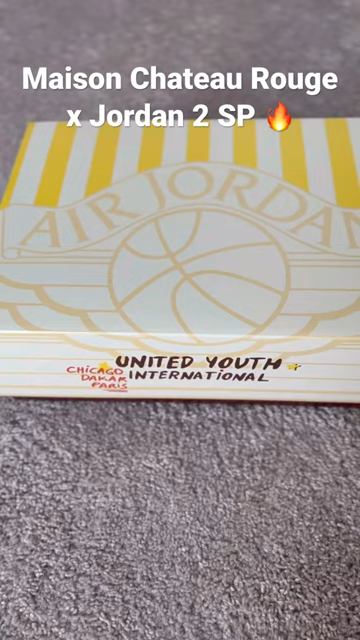 Maison Chateau Rouge
x Jordan 2 SP 🔥
AIR JORDAN
UNITED YOUTH
INTERNATIONAL
CHICAGO
DAKAR
PARIS